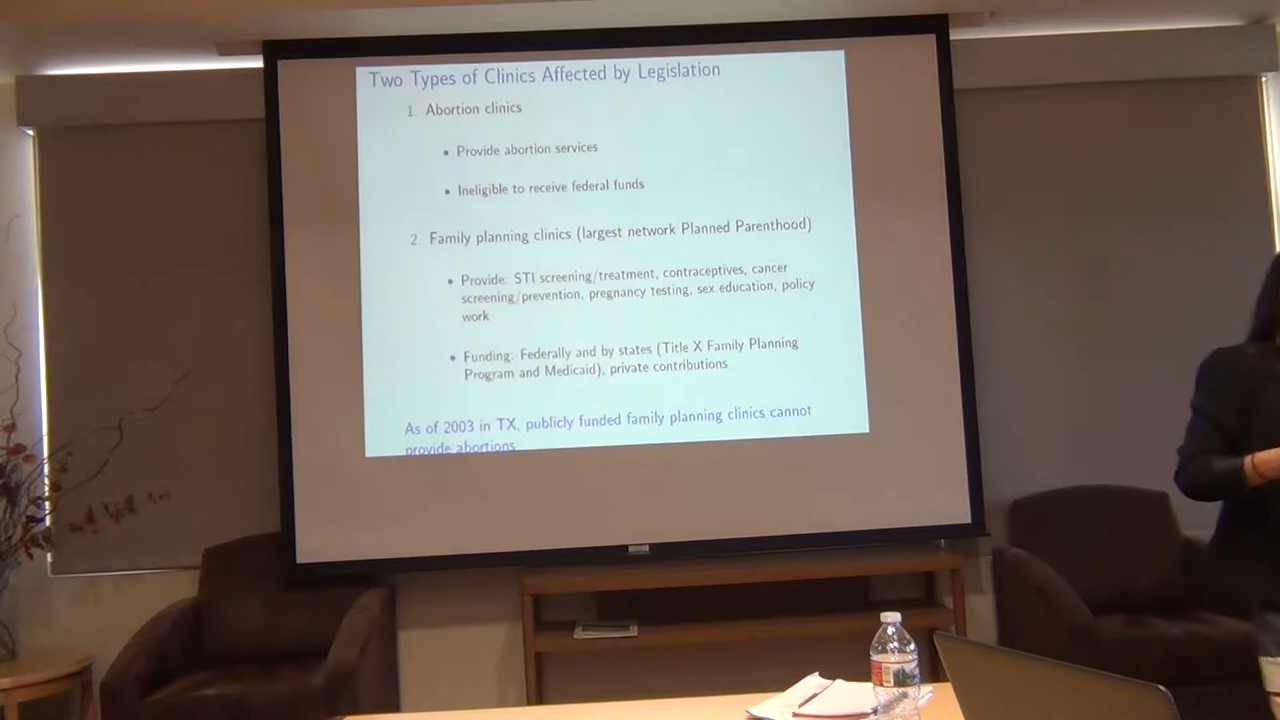 Two Types of Clinics Affected by Legislation
1. Abortion clinics
• Provide abortion services
• Ineligible to receive federal funds
2. Family planning clinics (largest network Planned Parenthood)
• Provide: STI screening/treatment, contraceptives, cancer
screening/prevention, pregnancy testing, sex education, policy
work
• Funding: Federally and by states (Title X Family Planning
Program and Medicaid), private contributions
As of 2003 in TX, publicly funded family planning clinics cannot
provide abortions